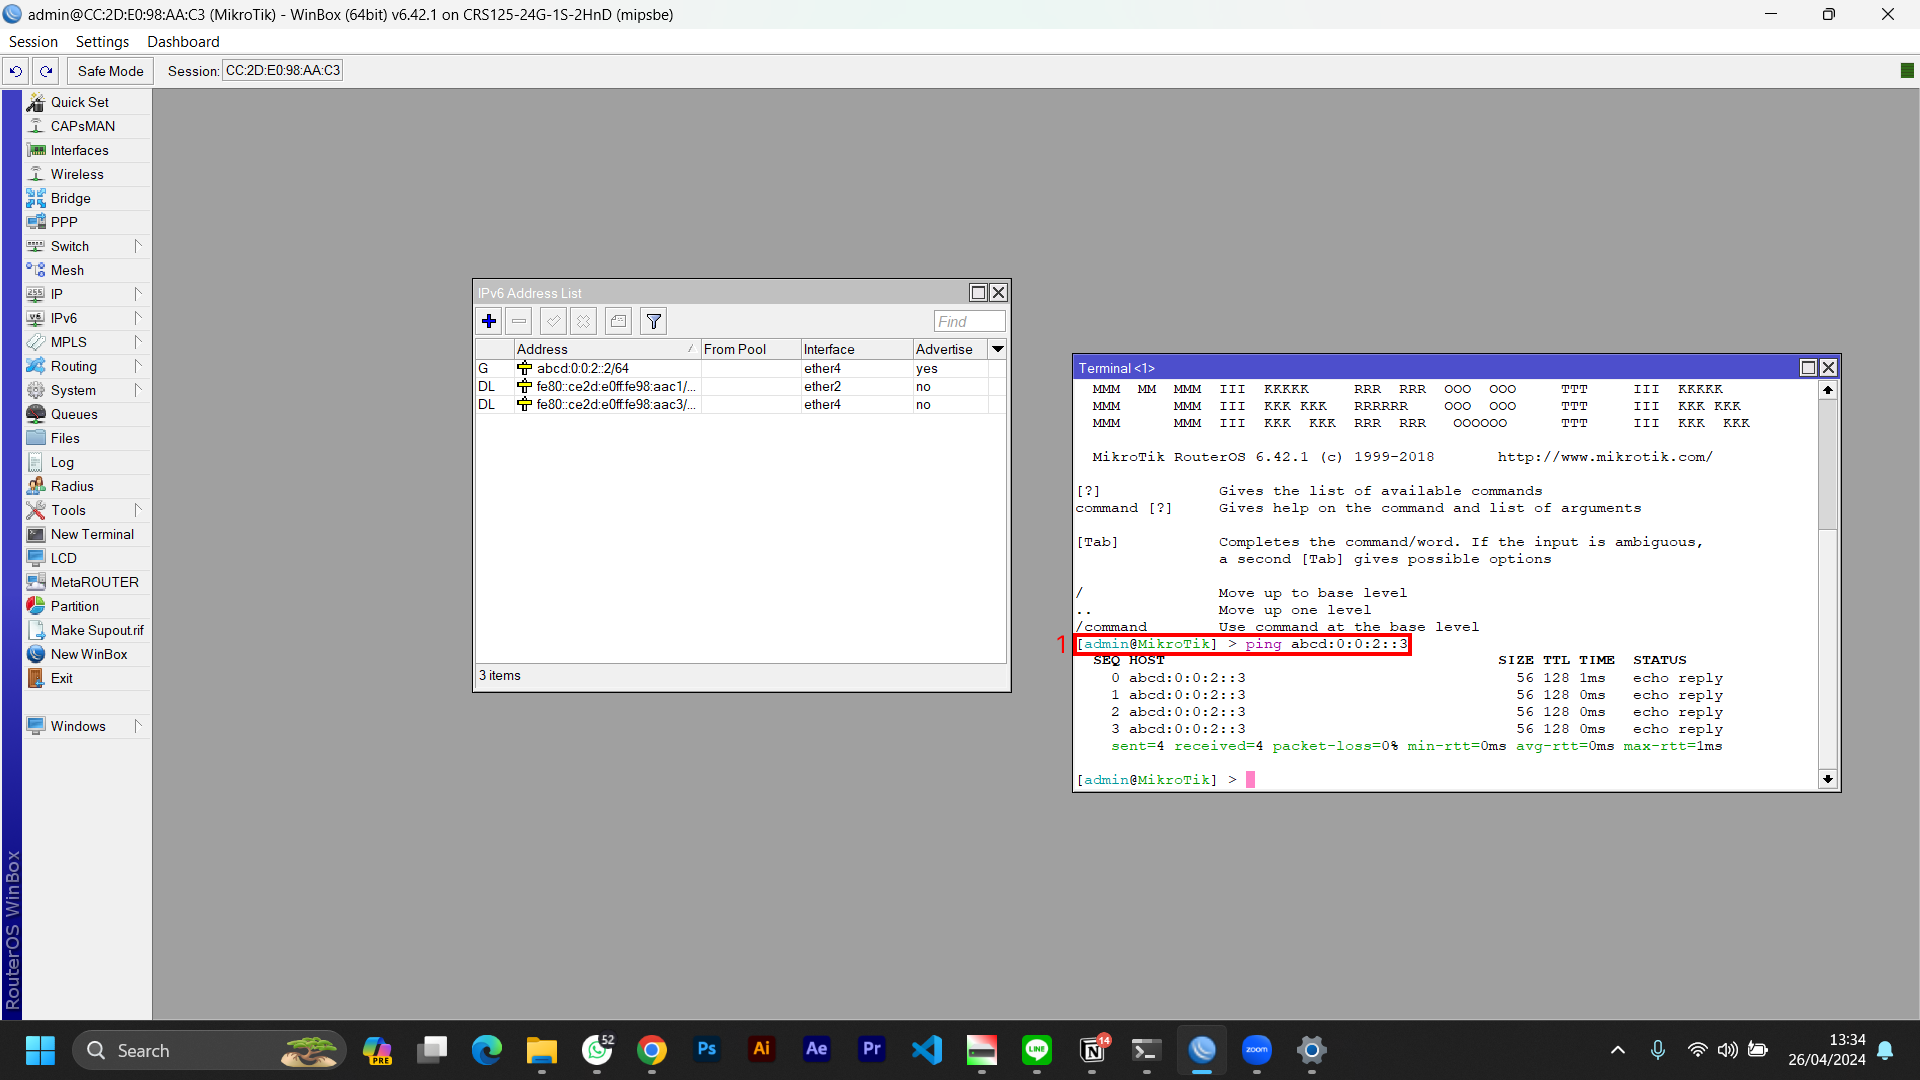 admin@CC:2D:E0:98:AA:C3 (MikroTik) - WinBox (64bit) v6.42.1 on CRS125-24G-1S-2HnD (mipsbe)
Session Settings Dashboard
Safe Mode Session: CC:2D:E0:98:AA:C3
Quick Set
CAPsMAN
Interfaces
Wireless
Bridge
PPP
Switch
Mesh
IP
IPv6
MPLS
Routing
System
Queues
Files
Log
Radius
Tools
New Terminal
LCD
MetaROUTER
Partition
Make Supout.rif
New WinBox
Exit
Windows
RouterOS WinBox
IPv6 Address List
Find
Address From Pool Interface Advertise
G abcd:0:0:2::2/64 ether4 yes
DL fe80::ce2d:e0ff:fe98:aac1/... ether2 no
DL fe80::ce2d:e0ff:fe98:aac3/... ether4 no
3 items
Terminal <1>
MMM MM MMM III KKKKK RRR RRR OOO OOO TTT III KKKKK
MMM MMM III KKK KKK RRRRRR OOO OOO TTT III KKK KKK
MMM MMM III KKK KKK RRR RRR OOOOOO TTT III KKK KKK
MikroTik RouterOS 6.42.1 (c) 1999-2018 http://www.mikrotik.com/
[?] Gives the list of available commands
command [?] Gives help on the command and list of arguments
[Tab] Completes the command/word. If the input is ambiguous,
a second [Tab] gives possible options
/ Move up to base level
.. Move up one level
/command Use command at the base level
1 [admin@MikroTik] > ping abcd:0:0:2::3
SEQ HOST SIZE TTL TIME STATUS
0 abcd:0:0:2::3 56 128 1ms echo reply
1 abcd:0:0:2::3 56 128 0ms echo reply
2 abcd:0:0:2::3 56 128 0ms echo reply
3 abcd:0:0:2::3 56 128 0ms echo reply
sent=4 received=4 packet-loss=0% min-rtt=0ms avg-rtt=0ms max-rtt=1ms
[admin@MikroTik] >
Search
PRE
52
Ps
Ai
Ae
Pr
LINE
14
zoom
13:34
26/04/2024